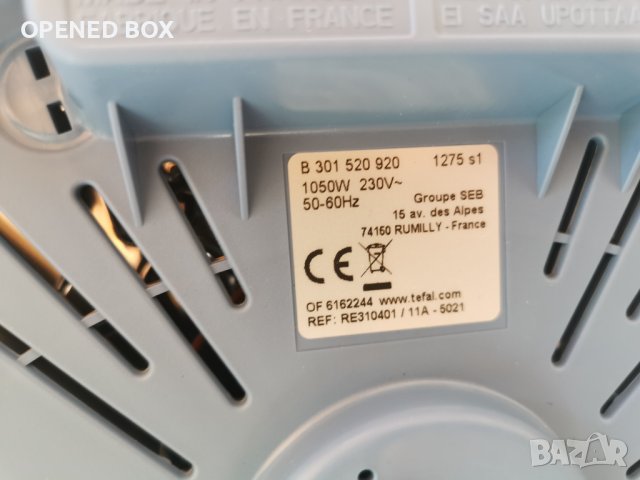 OPENED BOX
EN FRANCE
EI SAA UPOTTAA
B 301 520 920 1275 s1
1050W 230V~
50-60Hz
Groupe SEB
15 av. des Alpes
74150 RUMILLY - France
CE
OF 6162244 www.tefal.com
REF: RE310401 / 11A - 5021
BAZAR